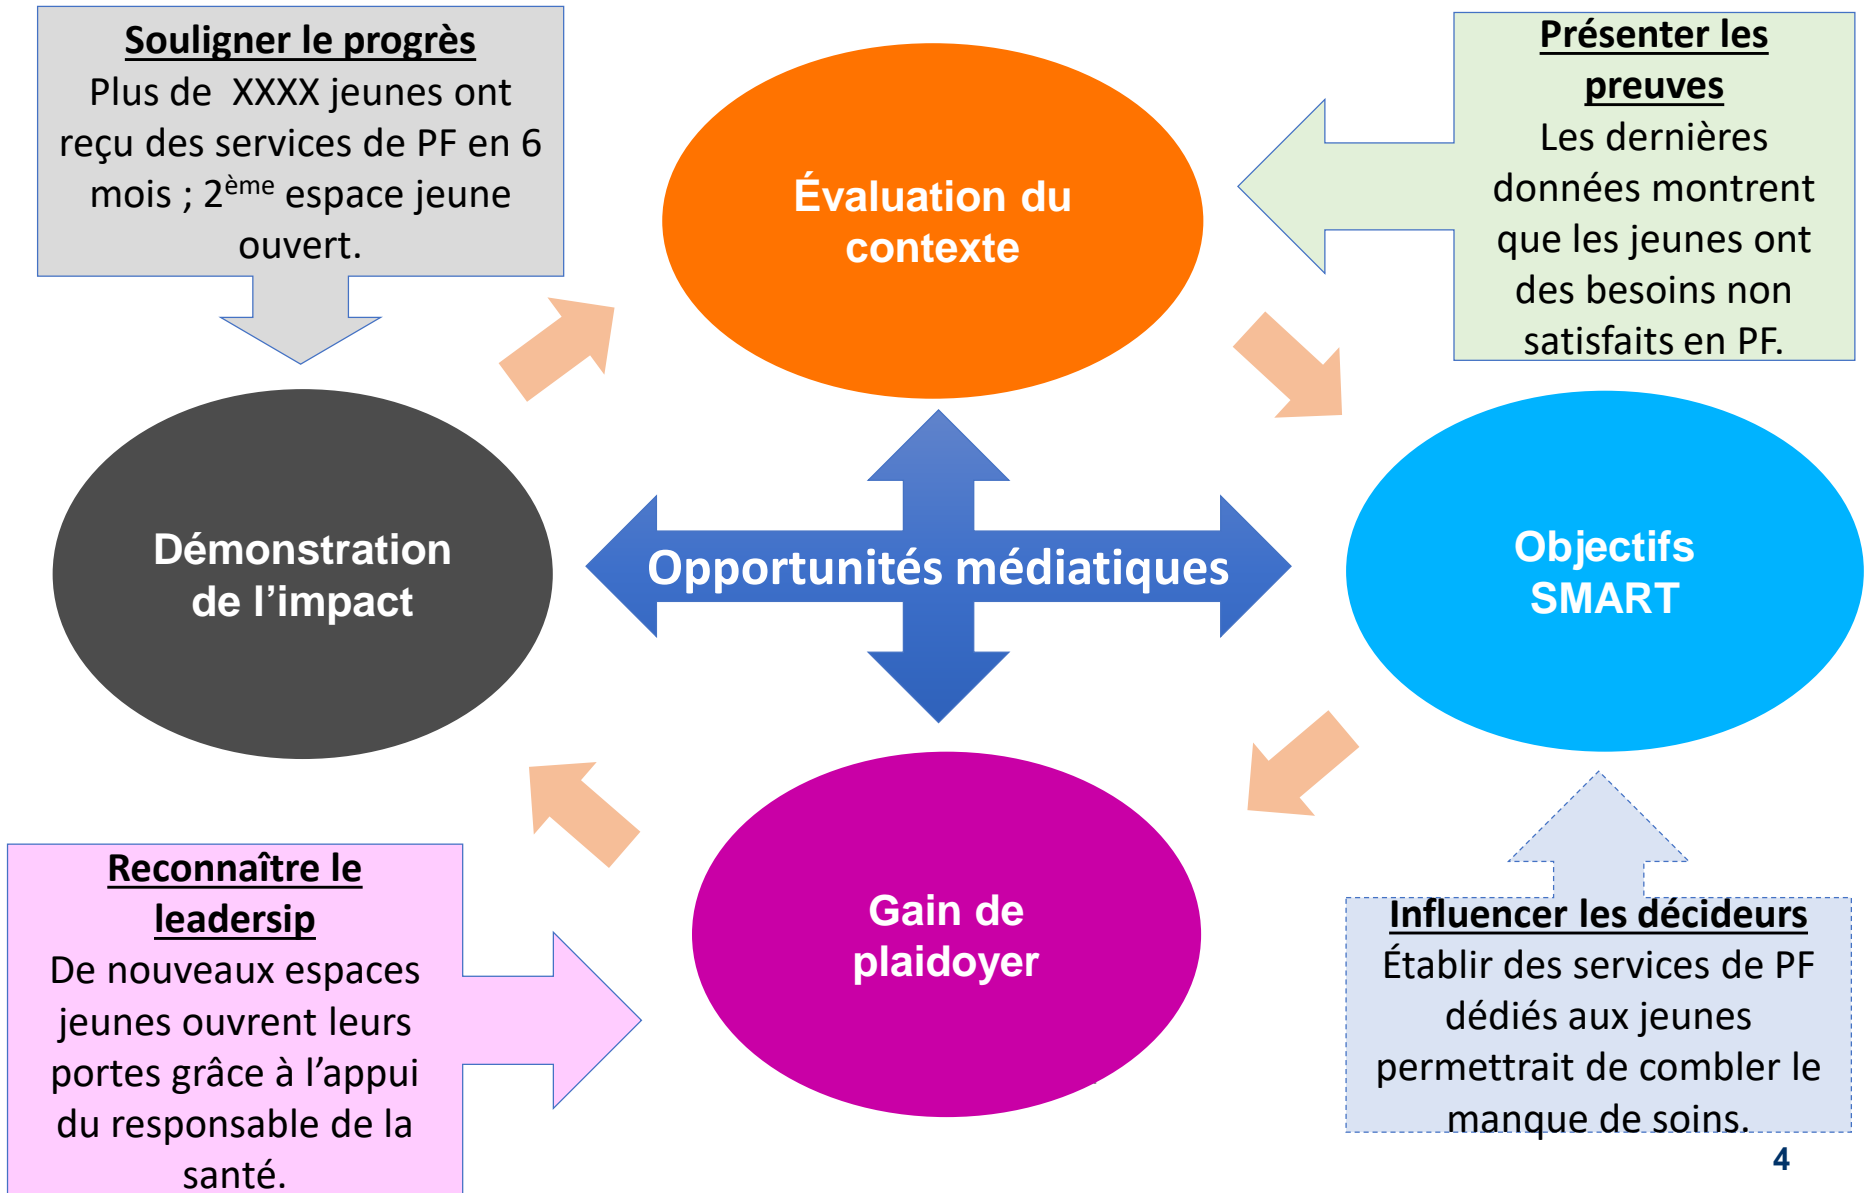 Souligner le progrès
Plus de XXXX jeunes ont
reçu des services de PF en 6
mois ; 2ème espace jeune
ouvert.
Évaluation du
contexte
Présenter les
preuves
Les dernières
données montrent
que les jeunes ont
des besoins non
satisfaits en PF.
Démonstration
de l’impact
Opportunités médiatiques
Objectifs
SMART
Reconnaître le
leadersip
De nouveaux espaces
jeunes ouvrent leurs
portes grâce à l’appui
du responsable de la
santé.
Gain de
plaidoyer
Influencer les décideurs
Établir des services de PF
dédiés aux jeunes
permettrait de combler le
manque de soins.
4